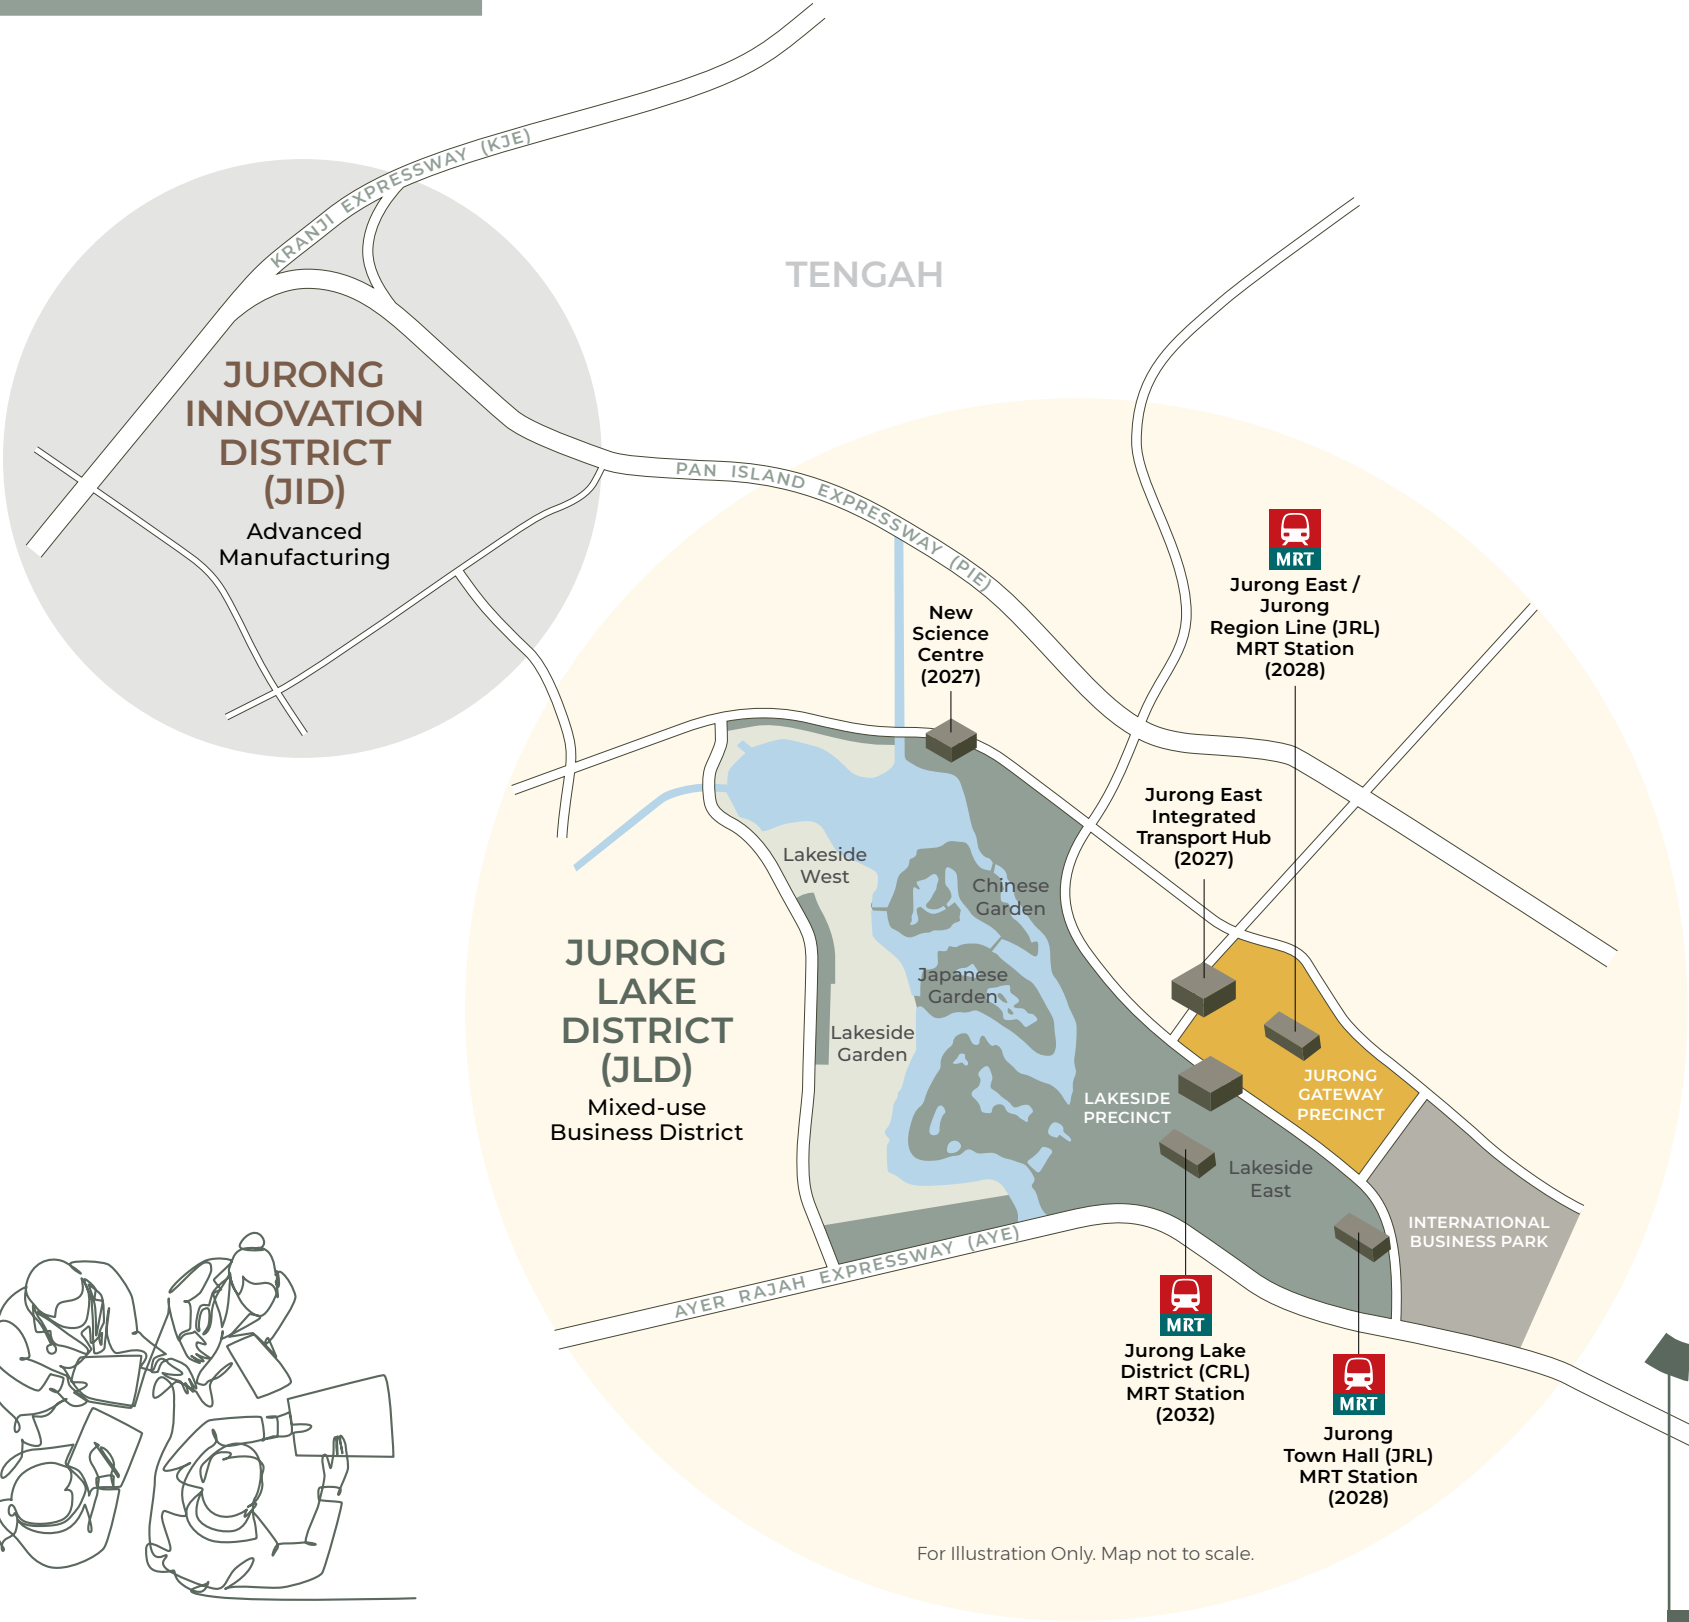 KRANJI EXPRESSWAY (KJE)
TENGAH
JURONG
INNOVATION
DISTRICT
(JID)
Advanced
Manufacturing
PAN ISLAND EXPRESSWAY (PIE)
MRT
Jurong East /
Jurong
Region Line (JRL)
MRT Station
(2028)
New
Science
Centre
(2027)
Jurong East
Integrated
Transport Hub
(2027)
Lakeside
West
Chinese
Garden
JURONG
LAKE
DISTRICT
(JLD)
Mixed-use
Business District
Japanese
Garden
Lakeside
Garden
JURONG
GATEWAY
PRECINCT
LAKESIDE
PRECINCT
Lakeside
East
INTERNATIONAL
BUSINESS PARK
AYER RAJAH EXPRESSWAY (AYE)
MRT
Jurong Lake
District (CRL)
MRT Station
(2032)
MRT
Jurong
Town Hall (JRL)
MRT Station
(2028)
For Illustration Only. Map not to scale.